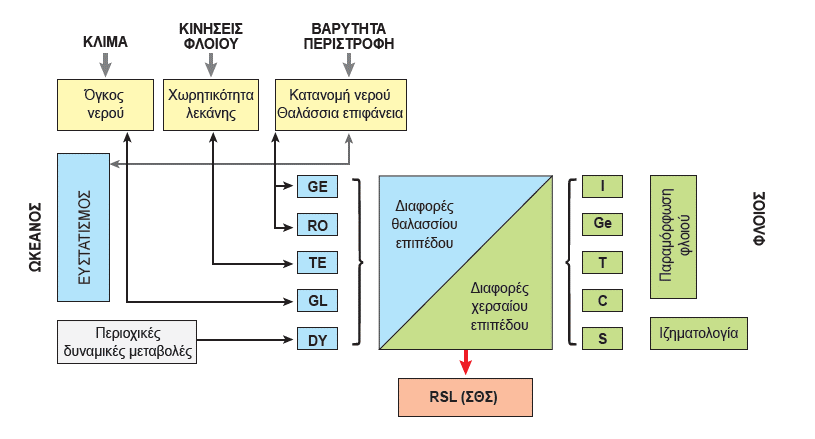 ΚΛΙΜΑ
ΚΙΝΗΣΕΙΣ
ΦΛΟΙΟΥ
ΒΑΡΥΤΗΤΑ
ΠΕΡΙΣΤΡΟΦΗ
Όγκος
νερού
Χωρητικότητα
λεκάνης
Κατανομή νερού
Θαλάσσια επιφάνεια
ΩΚΕΑΝΟΣ
ΕΥΣΤΑΤΙΣΜΟΣ
GE
RO
TE
GL
DY
Περιοχικές
δυναμικές μεταβολές
Διαφορές
θαλασσίου
επιπέδου
Διαφορές
χερσαίου
επιπέδου
I
Ge
T
C
S
Παραμόρφωση
φλοιού
Ιζηματολογία
ΦΛΟΙΟΣ
RSL (ΣΘΣ)